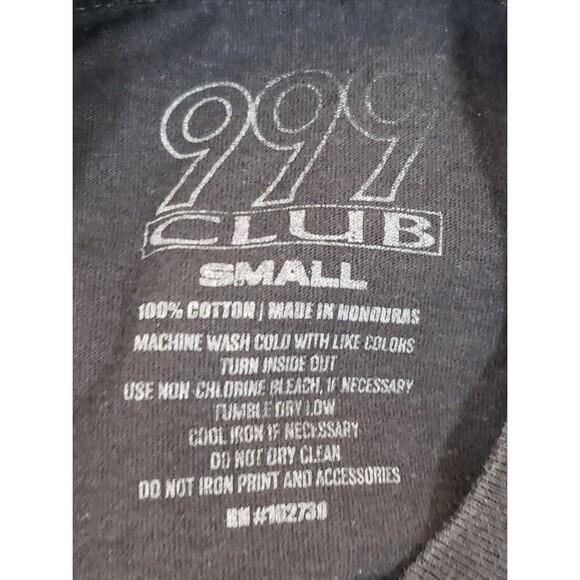 999
CLUB
SMALL
100% COTTON | MADE IN HONDURAS
MACHINE WASH COLD WITH LIKE COLORS
TURN INSIDE OUT
USE NON-CHLORINE BLEACH, IF NECESSARY
TUMBLE DRY LOW
COOL IRON IF NECESSARY
DO NOT DRY CLEAN
DO NOT IRON PRINT AND ACCESSORIES
RN #102730